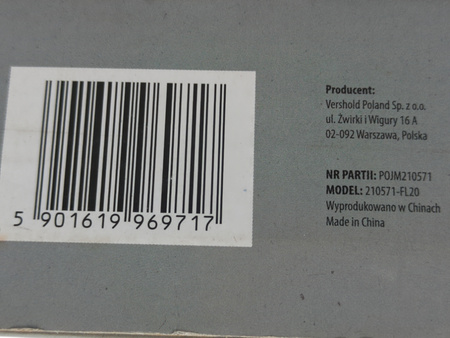 5 901619 969717
Producent:
Vershold Poland Sp. z o.o.
ul. Żwirki i Wigury 16 A
02-092 Warszawa, Polska
NR PARTII: POJM210571
MODEL: 210571-FL20
Wyprodukowano w Chinach
Made in China